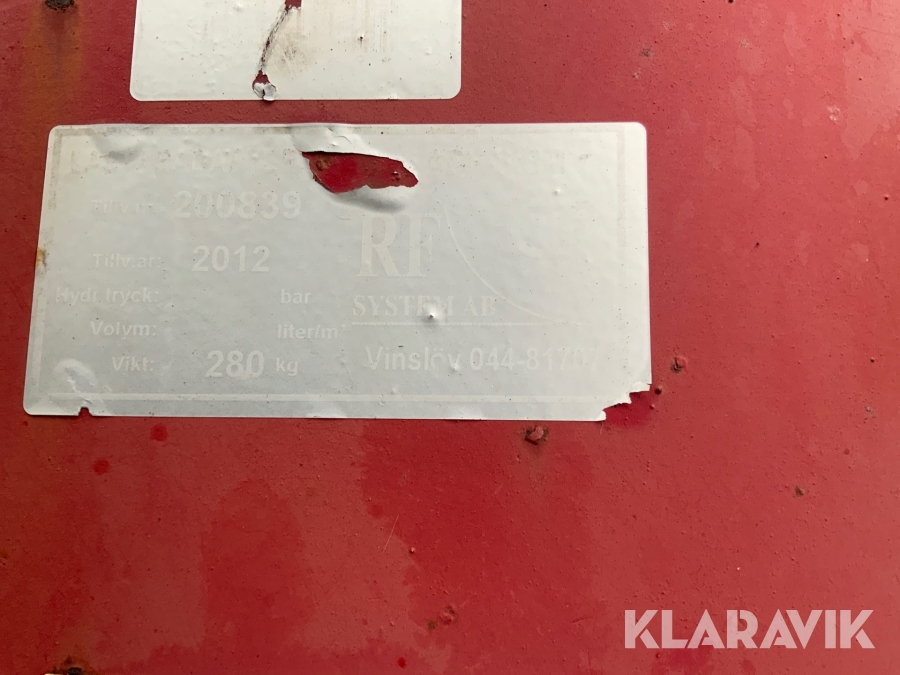 200839
Tillv.år: 2012
RF
Hydr.tryck: bar
SYSTEM AB
Volym: liter/m³
Vikt: 280 kg
Vinslöv 044-8170
KLARAVIK